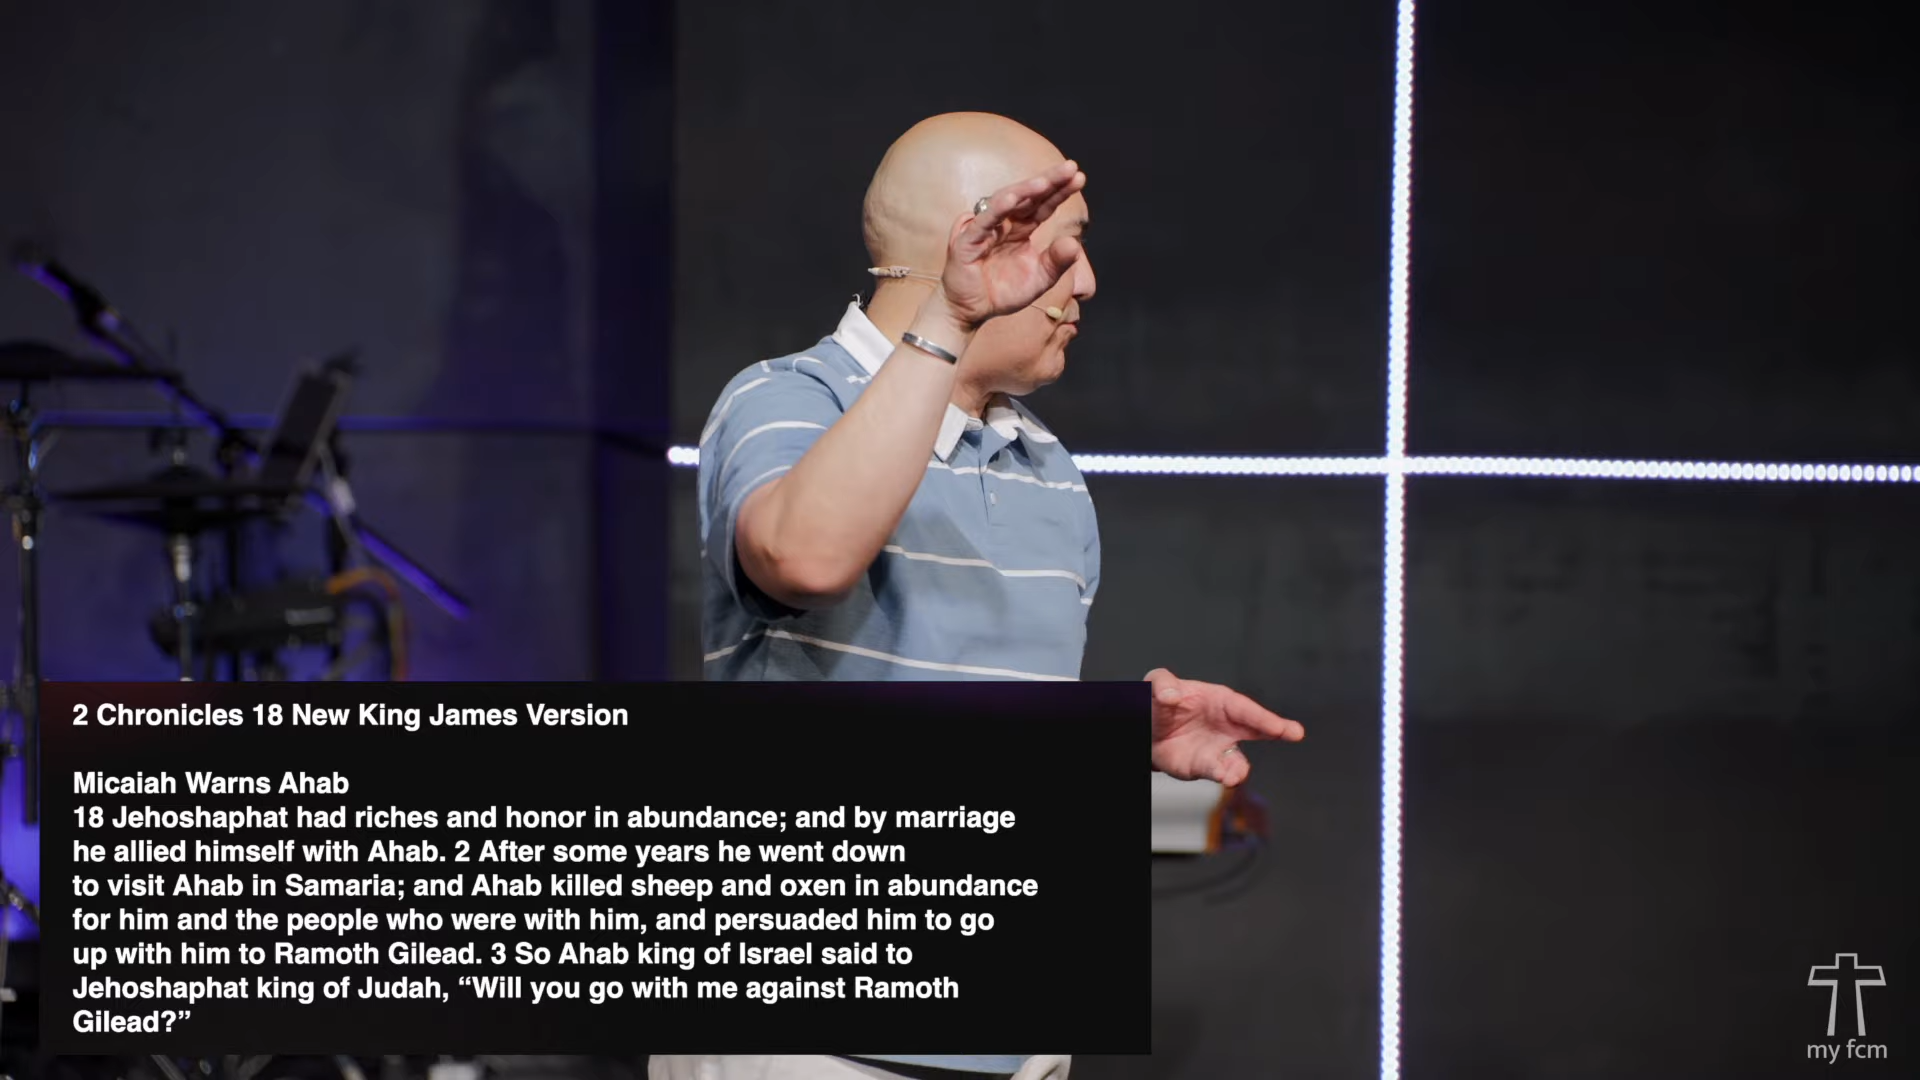 2 Chronicles 18 New King James Version
Micaiah Warns Ahab
18 Jehoshaphat had riches and honor in abundance; and by marriage
he allied himself with Ahab. 2 After some years he went down
to visit Ahab in Samaria; and Ahab killed sheep and oxen in abundance
for him and the people who were with him, and persuaded him to go
up with him to Ramoth Gilead. 3 So Ahab king of Israel said to
Jehoshaphat king of Judah, “Will you go with me against Ramoth
Gilead?”
my fcm